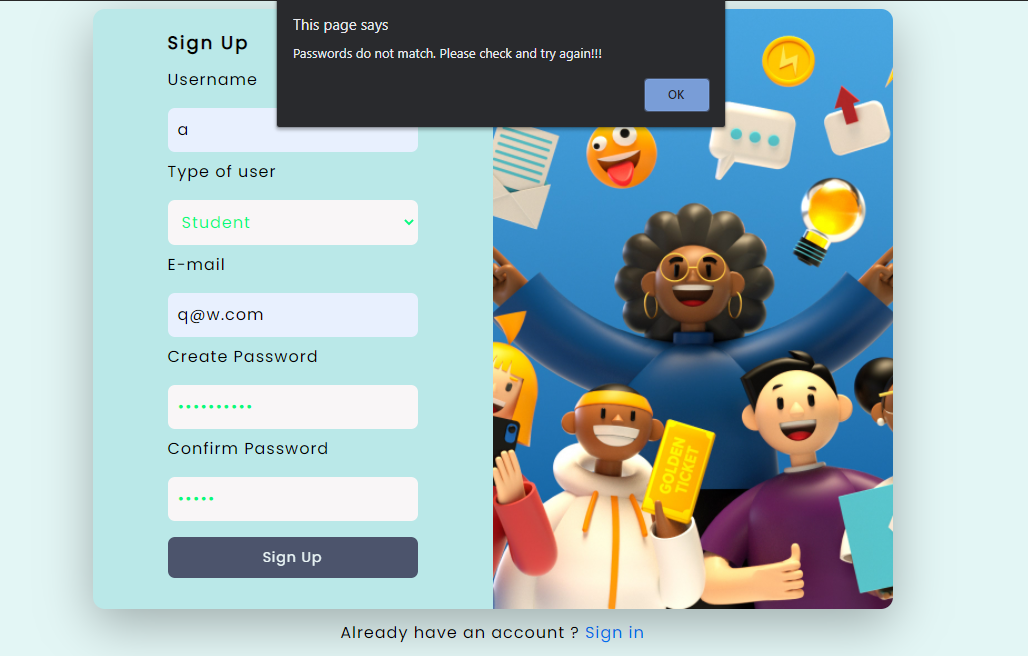 This page says
Passwords do not match. Please check and try again!!!
OK
Sign Up
Username
a
Type of user
Student
E-mail
q@w.com
Create Password
••••••••••
Confirm Password
•••••
Sign Up
GOLDEN
TICKET
Already have an account ? Sign in